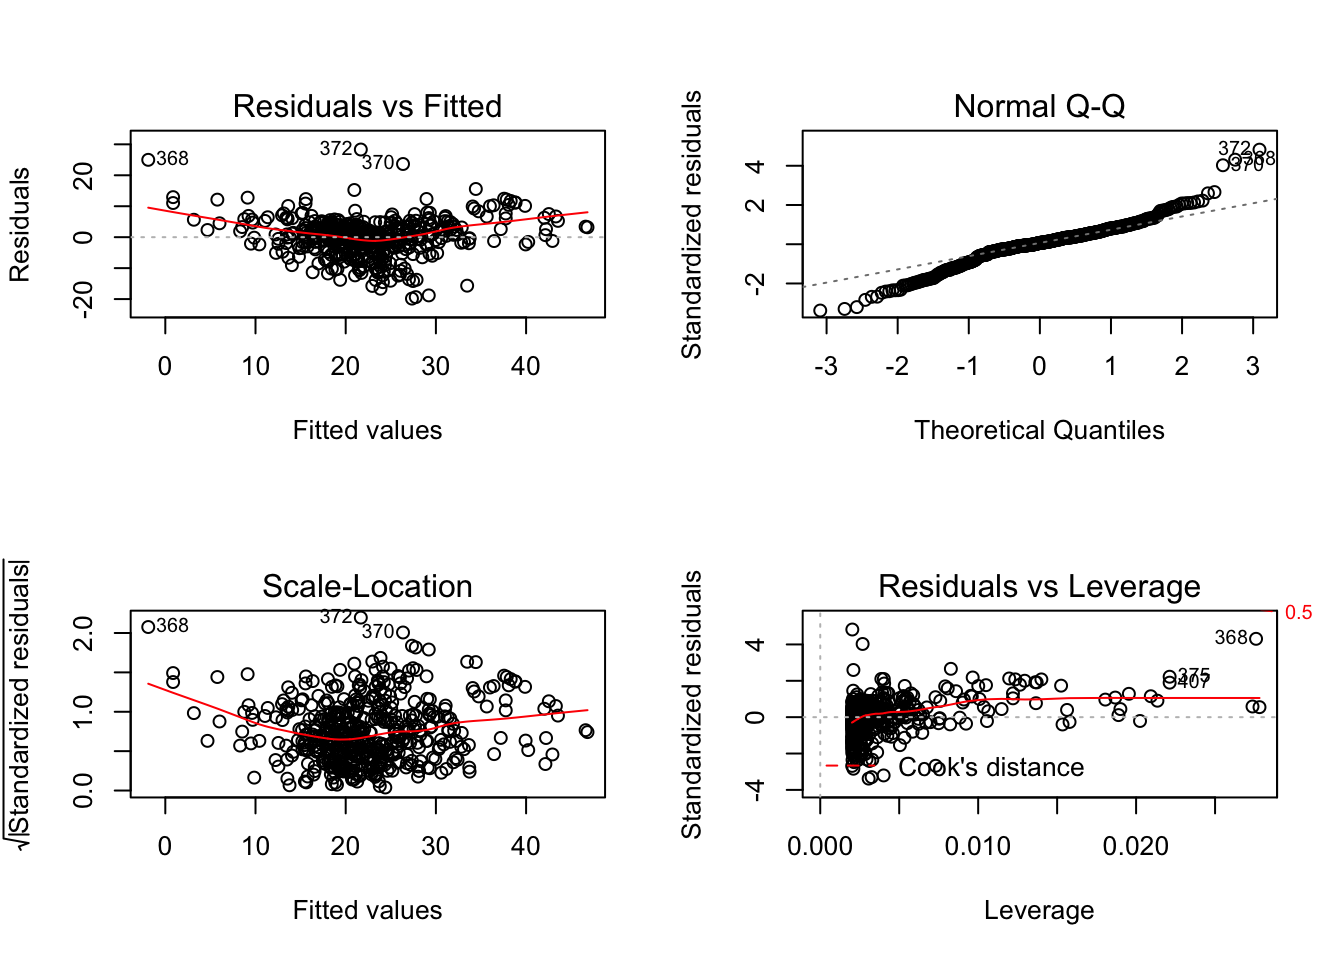 Residuals vs Fitted
Residuals
20
0
-20
368
372
370
0 10 20 30 40
Fitted values
Normal Q-Q
Standardized residuals
4
2
-2
372
368
370
-3 -2 -1 0 1 2 3
Theoretical Quantiles
Scale-Location
√|Standardized residuals|
2.0
1.0
0.0
368
372
370
0 10 20 30 40
Fitted values
Residuals vs Leverage
Standardized residuals
4
0
-4
0.5
368
375
407
Cook's distance
0.000 0.010 0.020
Leverage